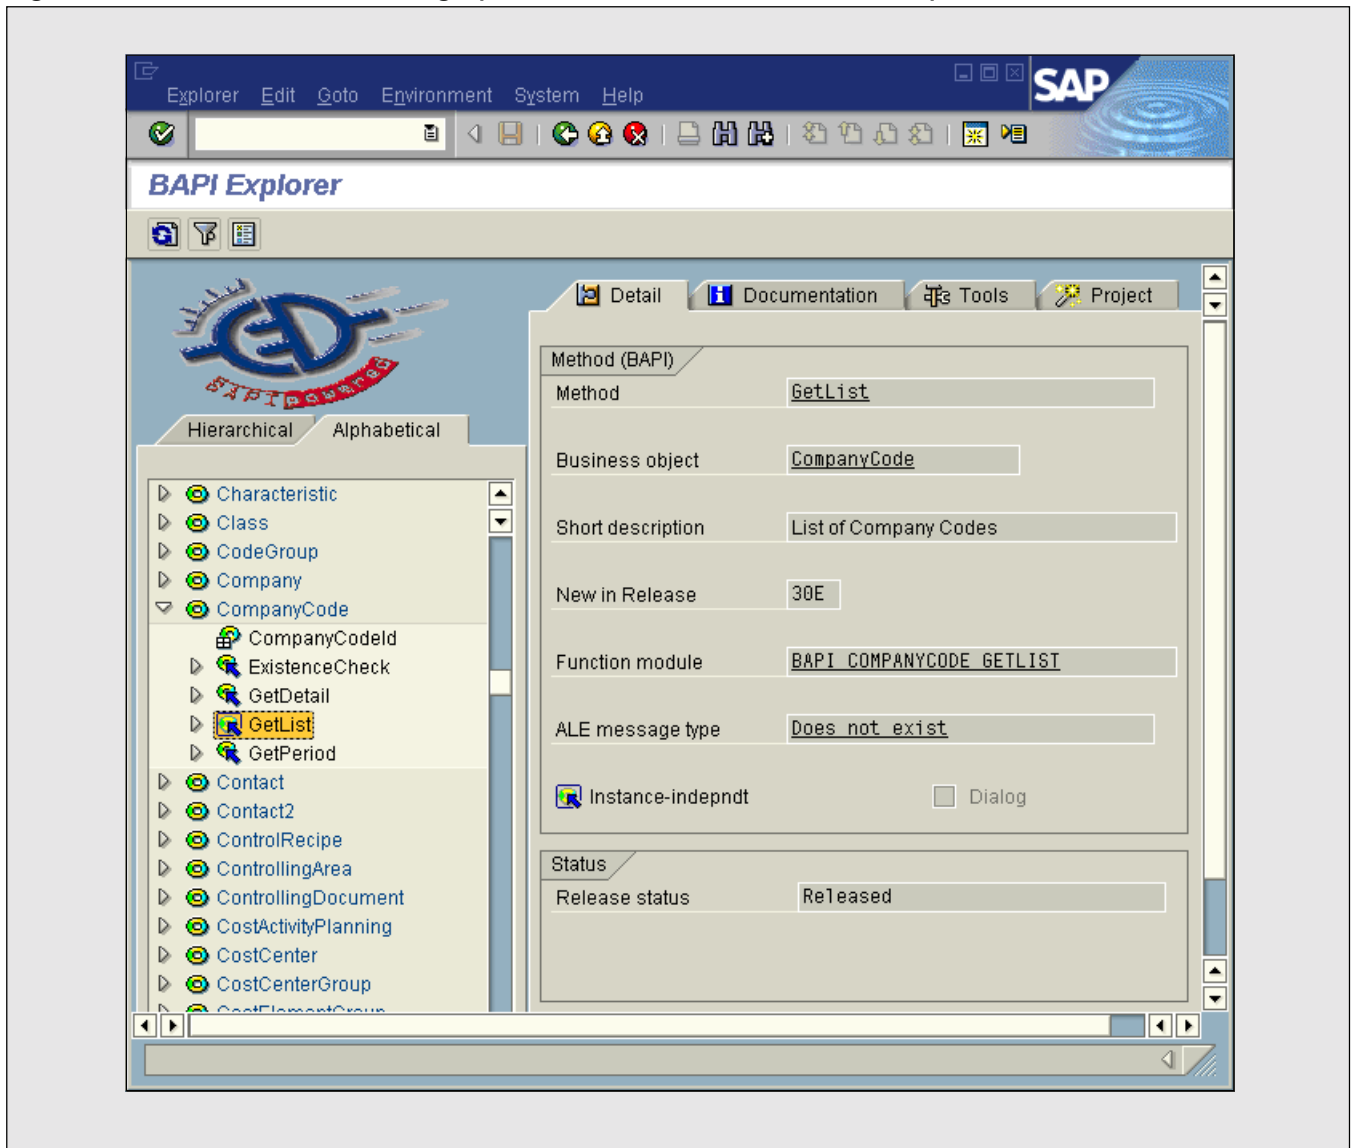 Explorer Edit Goto Environment System Help
SAP
BAPI Explorer
BAPI powered
Hierarchical Alphabetical
Characteristic
Class
CodeGroup
Company
CompanyCode
CompanyCodeId
ExistenceCheck
GetDetail
GetList
GetPeriod
Contact
Contact2
ControlRecipe
ControllingArea
ControllingDocument
CostActivityPlanning
CostCenter
CostCenterGroup
CostElementGroup
Detail Documentation Tools Project
Method (BAPI)
Method GetList
Business object CompanyCode
Short description List of Company Codes
New in Release 30E
Function module BAPI_COMPANYCODE_GETLIST
ALE message type Does not exist
Instance-indepndt Dialog
Status
Release status Released